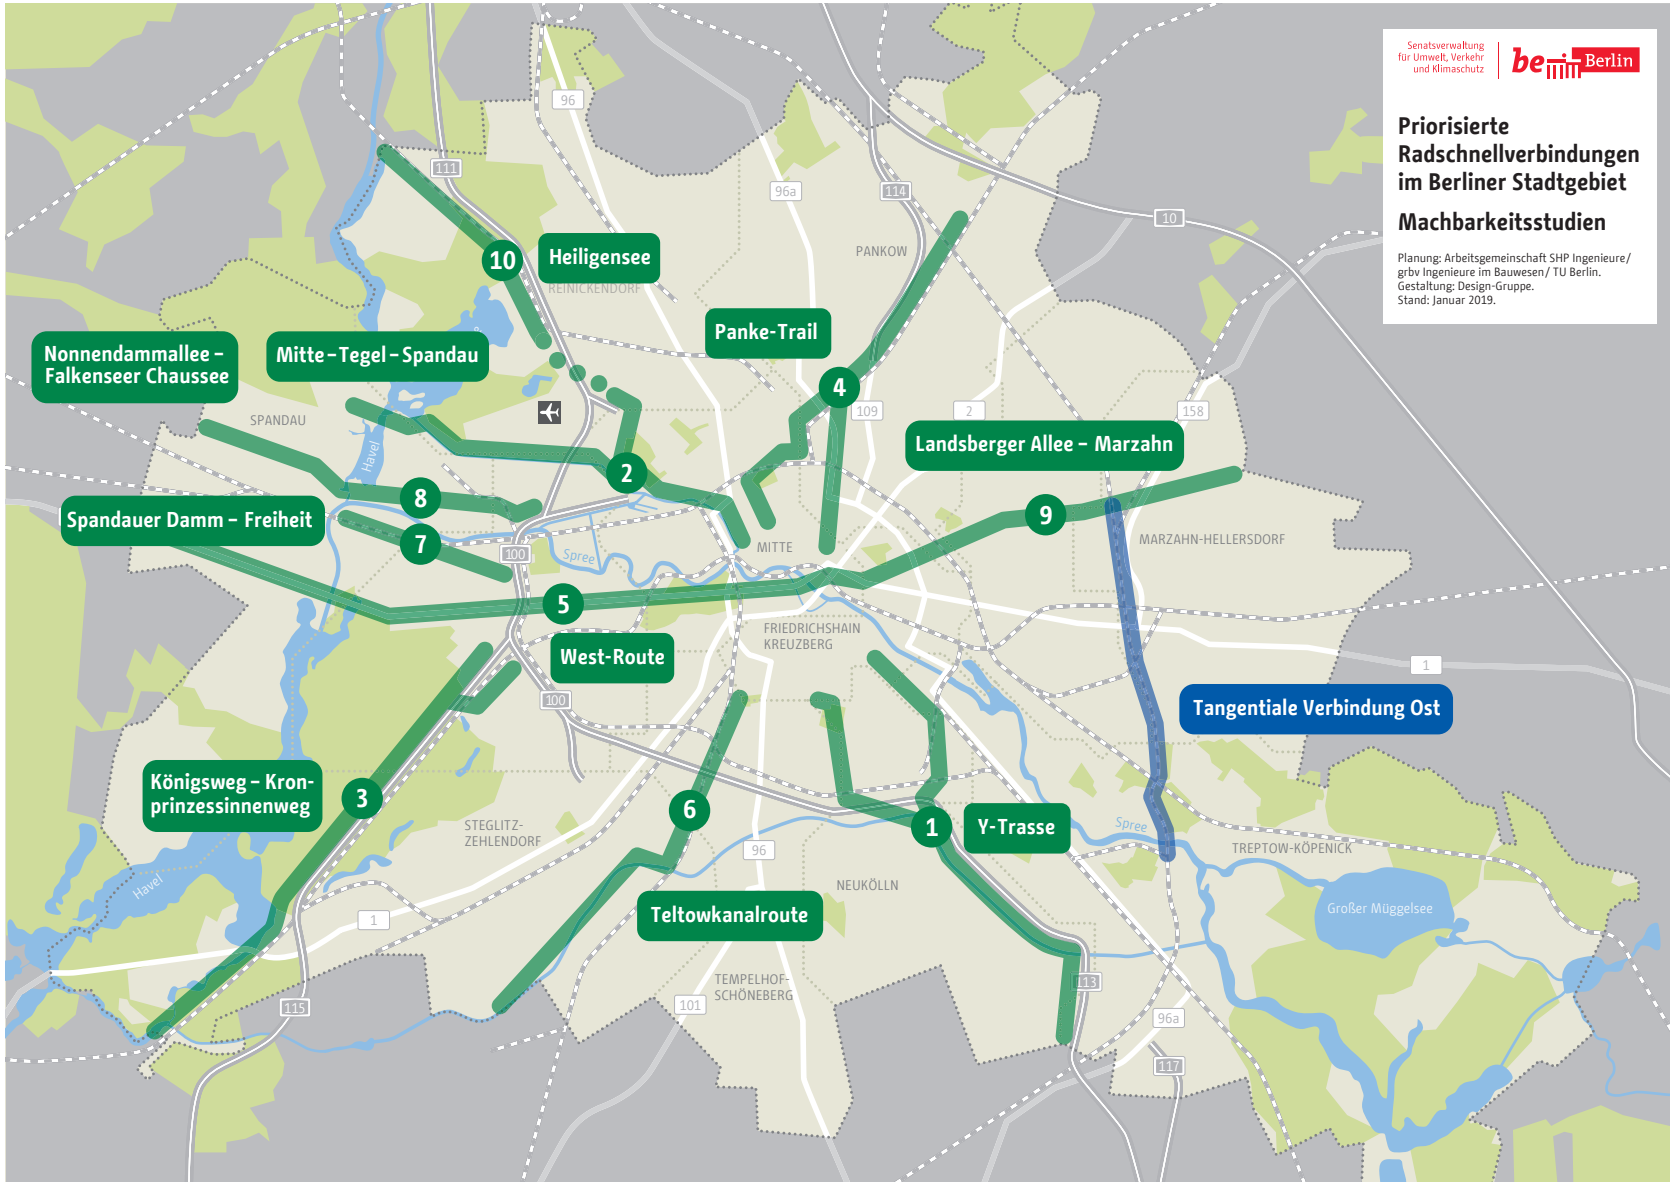 Senatsverwaltung
für Umwelt, Verkehr
und Klimaschutz
be Berlin
Priorisierte
Radschnellverbindungen
im Berliner Stadtgebiet
Machbarkeitsstudien
Planung: Arbeitsgemeinschaft SHP Ingenieure/
grbv Ingenieure im Bauwesen/ TU Berlin.
Gestaltung: Design-Gruppe.
Stand: Januar 2019.
96
111
96a
114
10
PANKOW
10
Heiligensee
REINICKENDORF
Panke-Trail
Nonnendammallee –
Falkenseer Chaussee
Mitte – Tegel – Spandau
4
109
2
158
SPANDAU
Havel
Landsberger Allee – Marzahn
2
8
9
Spandauer Damm – Freiheit
7
100
Spree
MITTE
MARZAHN-HELLERSDORF
5
FRIEDRICHSHAIN
KREUZBERG
West-Route
1
100
Tangentiale Verbindung Ost
Königsweg – Kron-
prinzessinnenweg
3
6
STEGLITZ-
ZEHLENDORF
1
Y-Trasse
Spree
TREPTOW-KÖPENICK
96
Havel
NEUKÖLLN
Großer Müggelsee
1
Teltowkanalroute
TEMPELHOF-
SCHÖNEBERG
113
115
101
96a
117